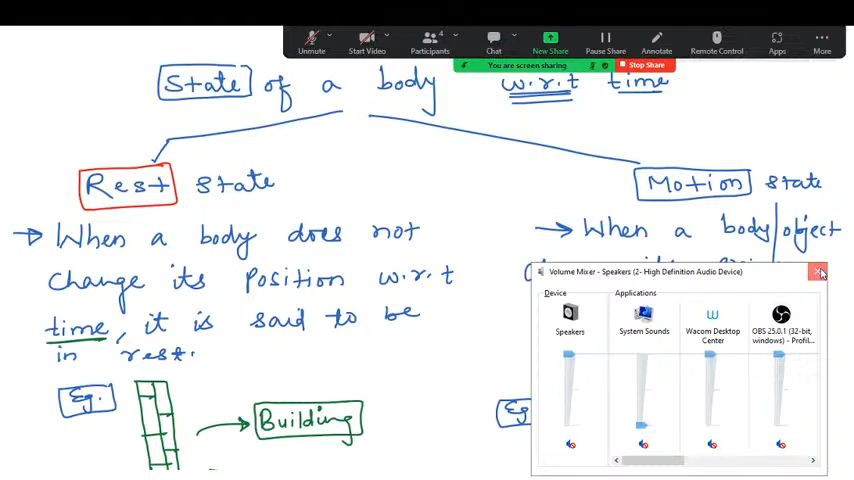 Unmute
Start Video
Participants
4
Chat
New Share
Pause Share
Annotate
Remote Control
Apps
More
You are screen sharing
Stop Share
State of a body w.r.t time
Rest state
→ When a body does not
change its Position w.r.t
time, it is said to be
in rest.
Eg.
Building
Motion state
→ When a body object
Eg
Volume Mixer - Speakers (2- High Definition Audio Device)
Device
Applications
Speakers
System Sounds
Wacom Desktop
Center
OBS 25.0.1 (32-bit,
windows) - Profil...